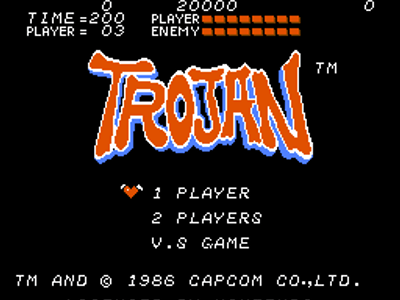 0 20000 0
TIME=200 PLAYER
PLAYER= 03 ENEMY
TROJAN TM
1 PLAYER
2 PLAYERS
V.S GAME
TM AND © 1986 CAPCOM CO.,LTD.